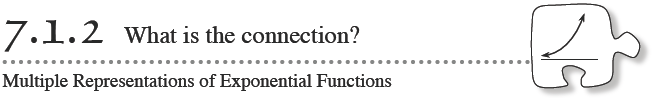 7.1.2 What is the connection?
Multiple Representations of Exponential Functions